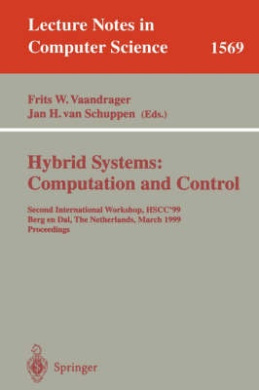 Lecture Notes in
Computer Science 1569
Frits W. Vaandrager
Jan H. van Schuppen (Eds.)
Hybrid Systems:
Computation and Control
Second International Workshop, HSCC'99
Berg en Dal, The Netherlands, March 1999
Proceedings
Springer